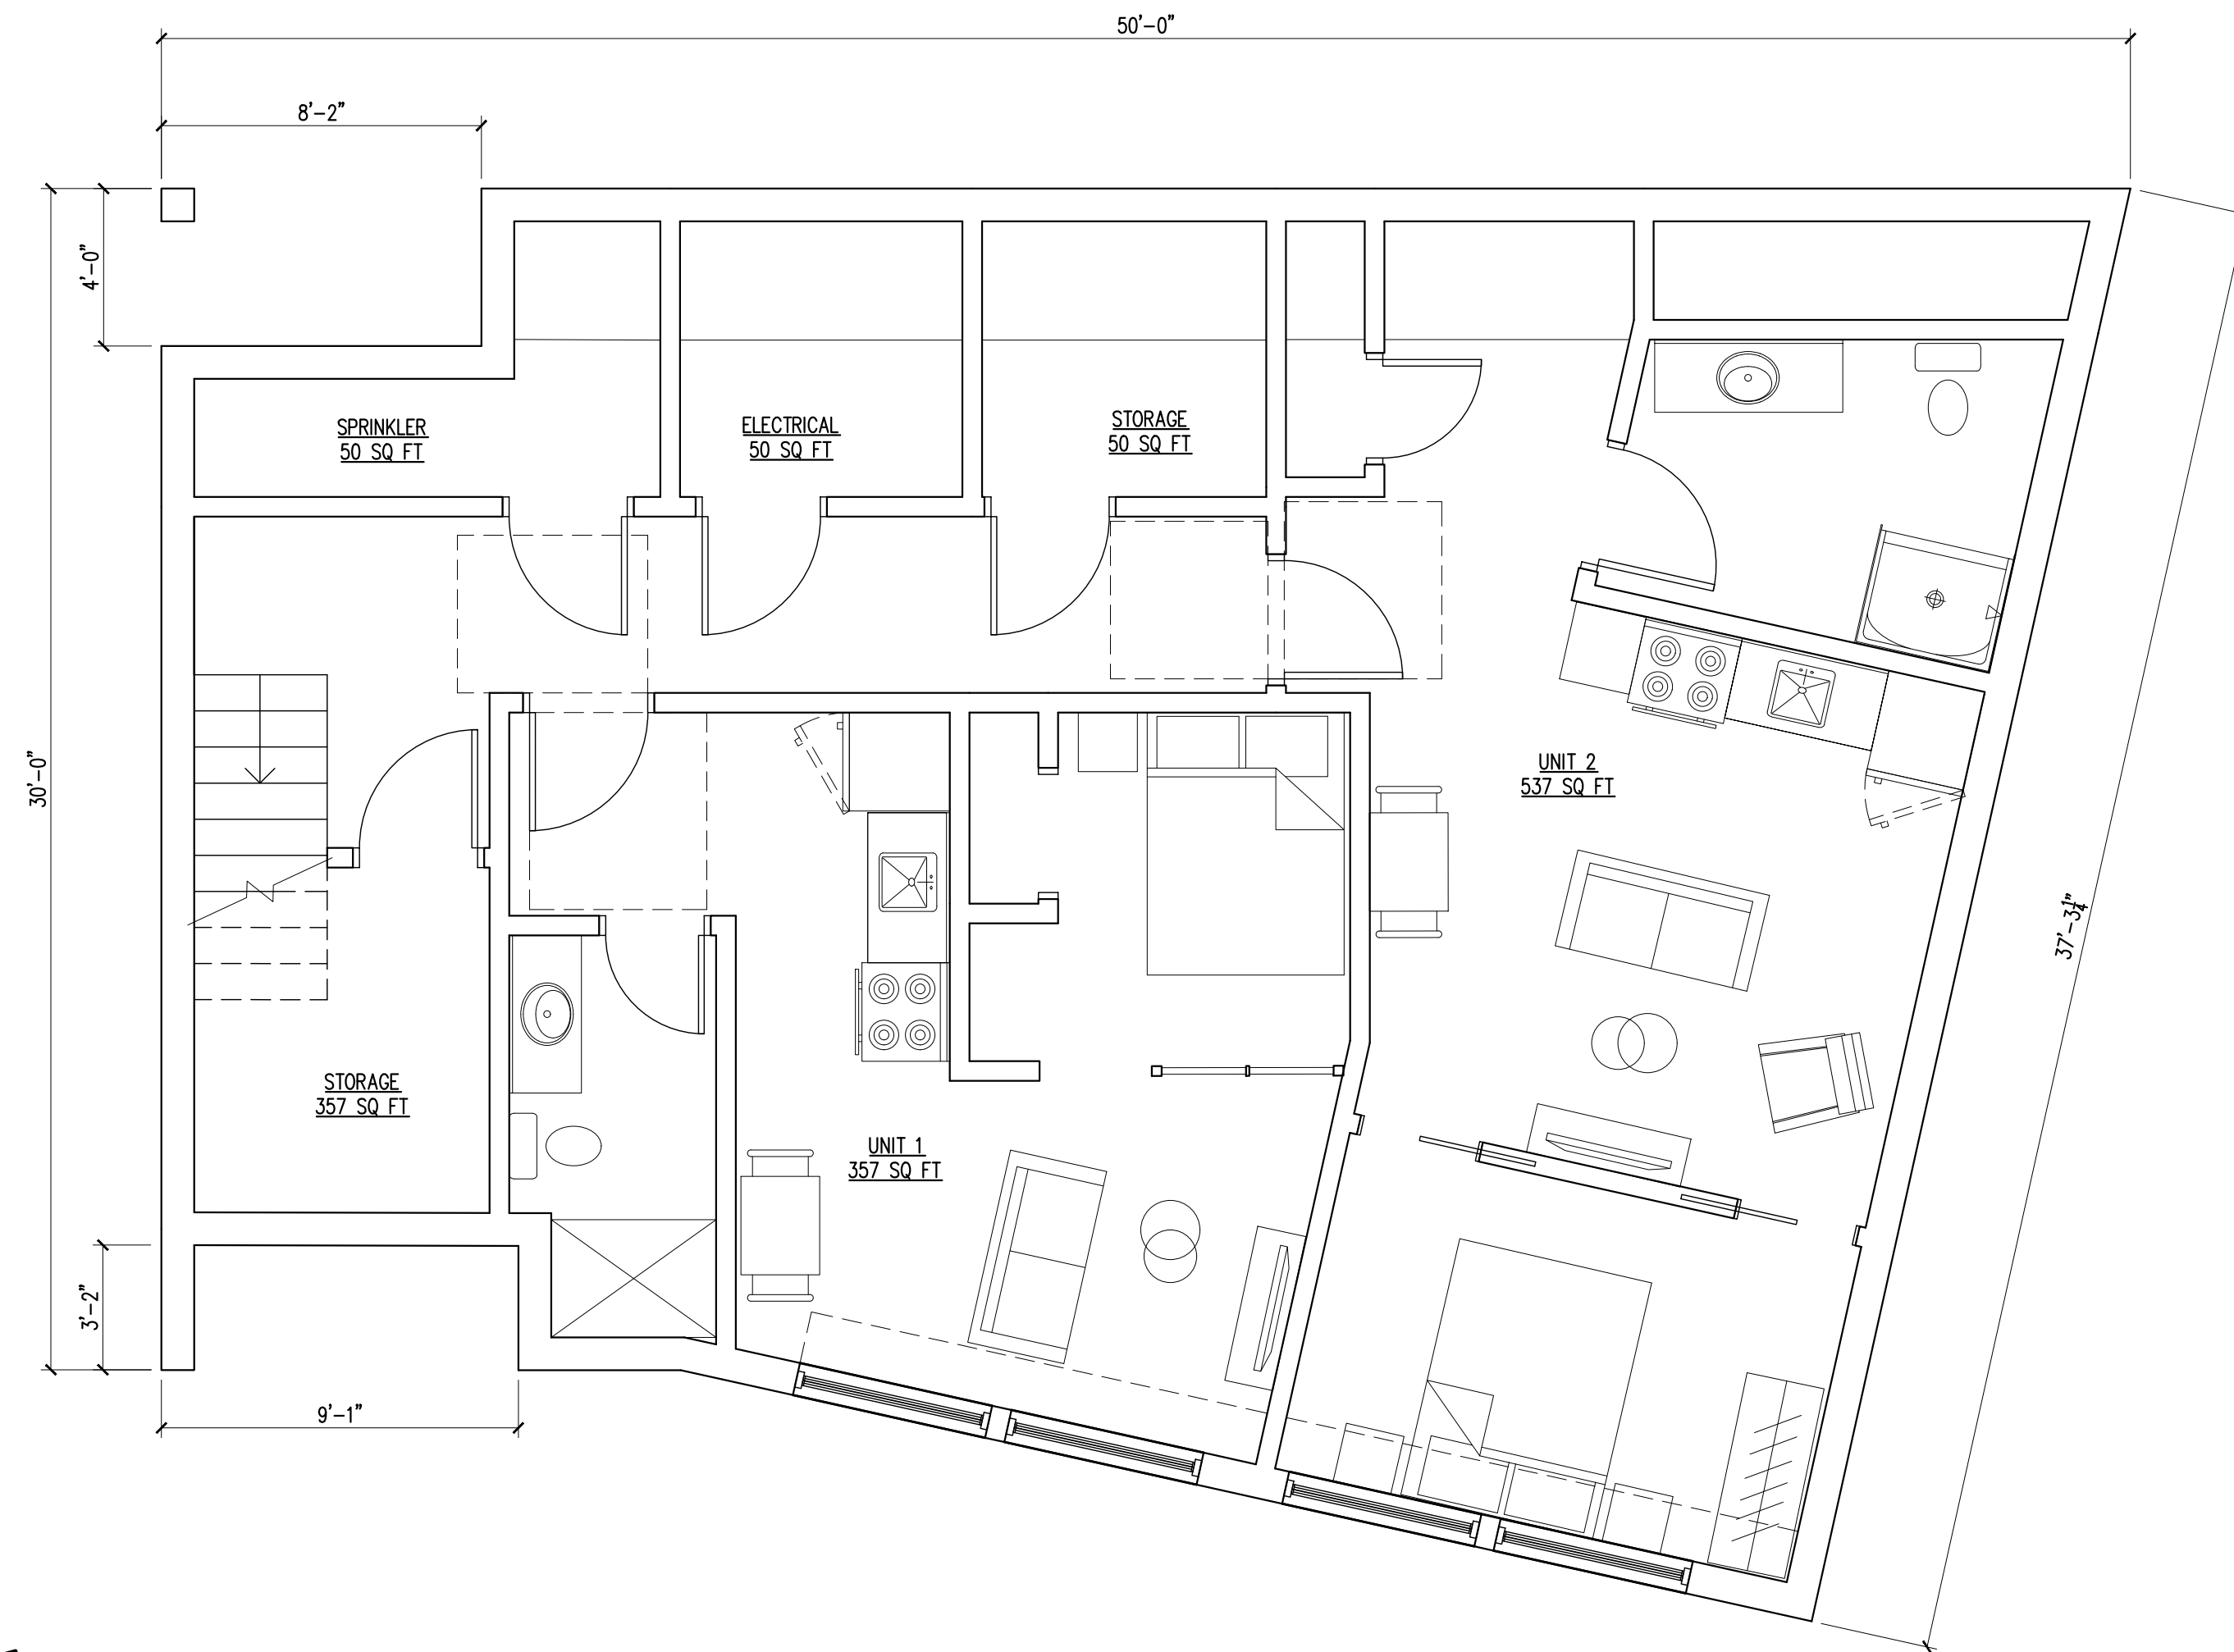 50'-0"
8'-2"
4'-0"
SPRINKLER
50 SQ FT
ELECTRICAL
50 SQ FT
STORAGE
50 SQ FT
30'-0"
UNIT 2
537 SQ FT
37'-3 1/4"
STORAGE
357 SQ FT
UNIT 1
357 SQ FT
3'-2"
9'-1"